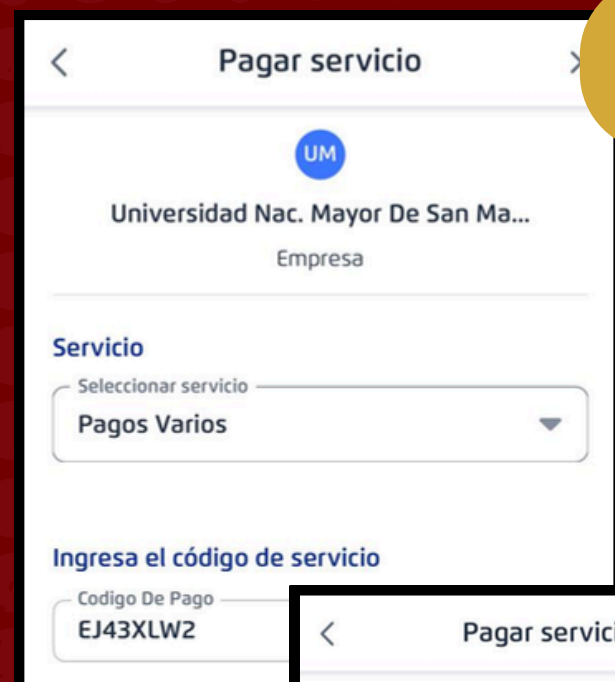 Pagar servicio
UM
Universidad Nac. Mayor De San Ma...
Empresa
Servicio
Seleccionar servicio
Pagos Varios
Ingresa el código de servicio
Codigo De Pago
EJ43XLW2
Pagar servici